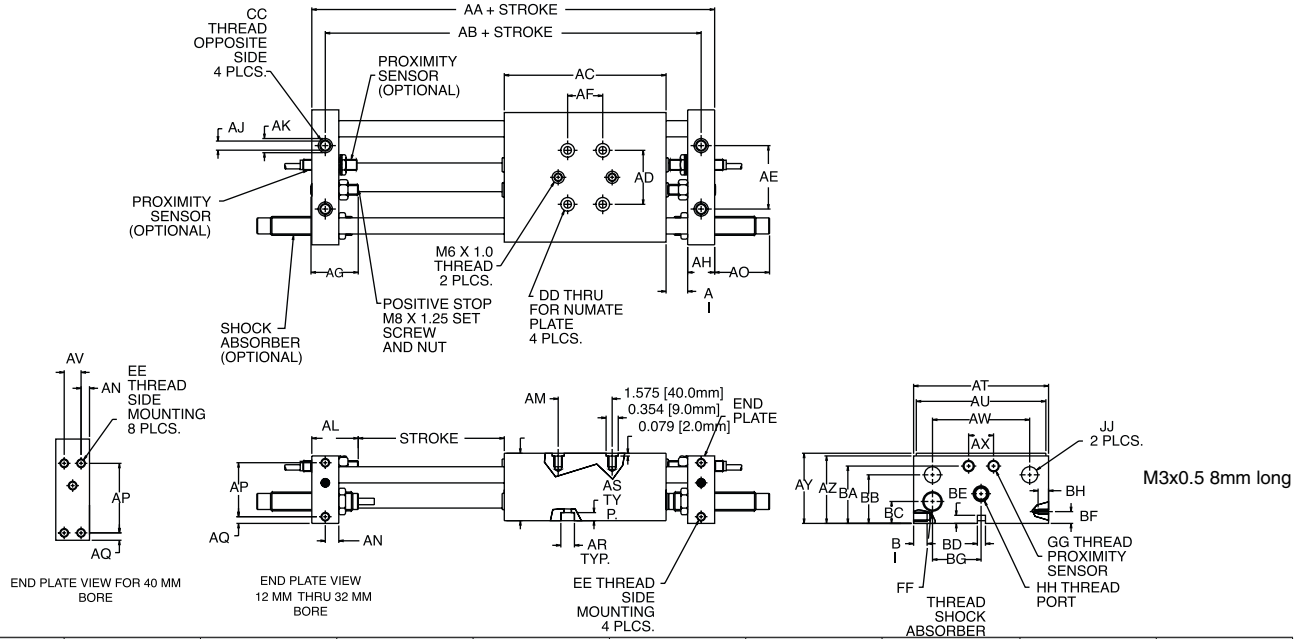 AA + STROKE
AB + STROKE
CC
THREAD
OPPOSITE
SIDE
4 PLCS.
PROXIMITY
SENSOR
(OPTIONAL)
AC
AF
AJ
AK
AD
AE
PROXIMITY
SENSOR
(OPTIONAL)
M6 X 1.0
THREAD
2 PLCS.
AG
AH
AO
A
I
SHOCK
ABSORBER
(OPTIONAL)
POSITIVE STOP
M8 X 1.25 SET
SCREW
AND NUT
DD THRU
FOR NUMATE
PLATE
4 PLCS.
AV
AN
EE
THREAD
SIDE
MOUNTING
8 PLCS.
AP
AQ
END PLATE VIEW FOR 40 MM
BORE
AL
STROKE
AM
1.575 [40.0mm]
0.354 [9.0mm]
0.079 [2.0mm]
END
PLATE
AP
AQ
AN
AS
TY
P.
AR
TYP.
END PLATE VIEW
12 MM THRU 32 MM
BORE
EE THREAD
SIDE
MOUNTING
4 PLCS.
AT
AU
AW
AX
JJ
2 PLCS.
AY
AZ
BA
BB
BC
BE
BH
BF
B
I
BD
BG
FF
THREAD
SHOCK
ABSORBER
GG THREAD
PROXIMITY
SENSOR
HH THREAD
PORT
M3x0.5 8mm long